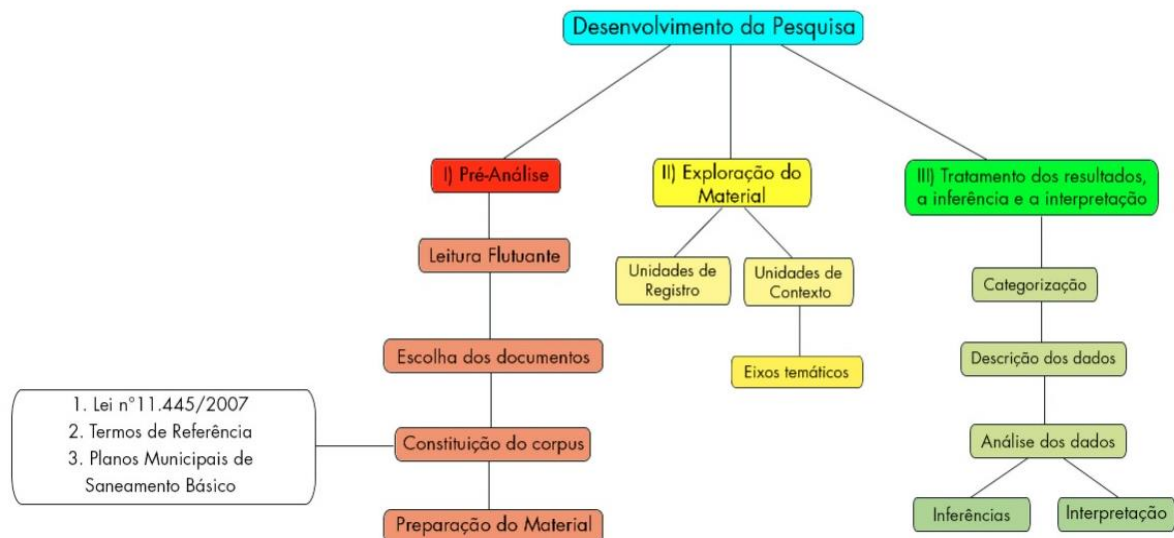 Desenvolvimento da Pesquisa
I) Pré-Análise
Leitura Flutuante
Escolha dos documentos
Constituição do corpus
1. Lei n°11.445/2007
2. Termos de Referência
3. Planos Municipais de
Saneamento Básico
Preparação do Material
II) Exploração do
Material
Unidades de
Registro
Unidades de
Contexto
Eixos temáticos
III) Tratamento dos resultados,
a inferência e a interpretação
Categorização
Descrição dos dados
Análise dos dados
Inferências
Interpretação